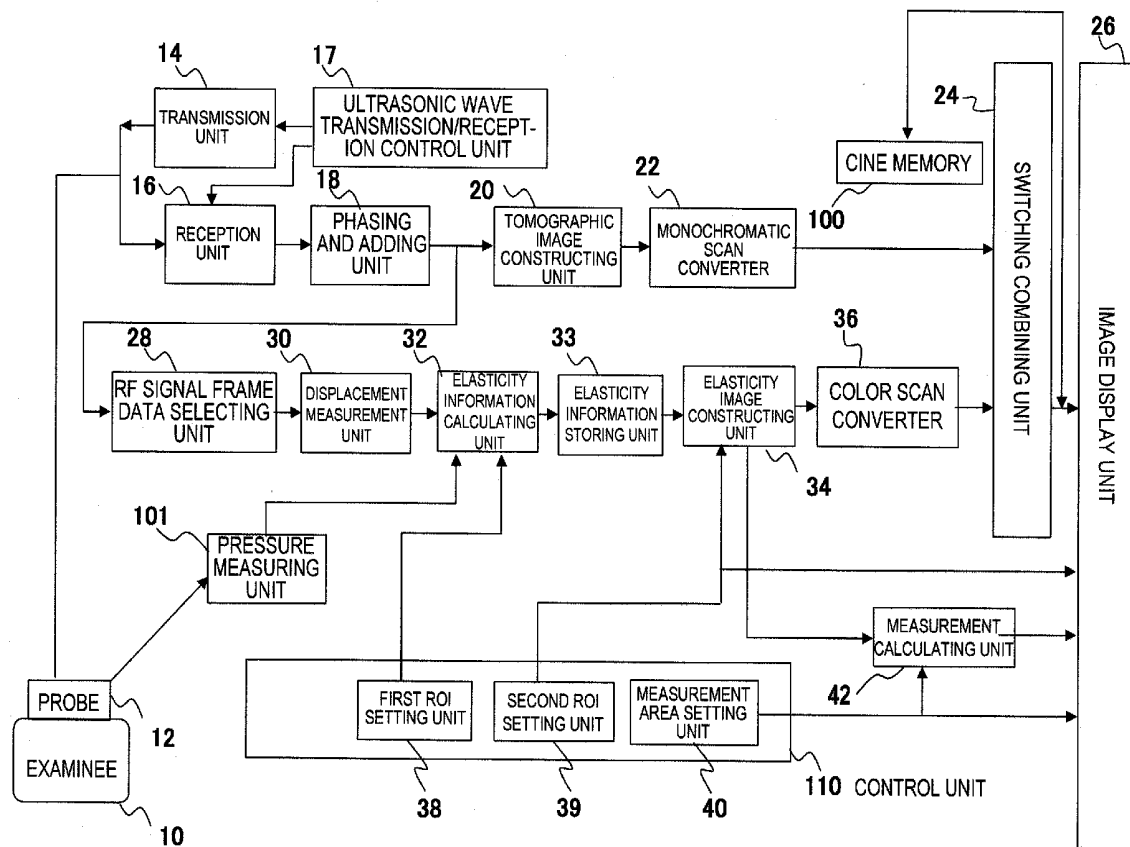 26
14
17
24
TRANSMISSION
UNIT
ULTRASONIC WAVE
TRANSMISSION/RECEPT-
ION CONTROL UNIT
CINE MEMORY
100
16
18
20
22
RECEPTION
UNIT
PHASING
AND ADDING
UNIT
TOMOGRAPHIC
IMAGE
CONSTRUCTING
UNIT
MONOCHROMATIC
SCAN
CONVERTER
SWITCHING COMBINING UNIT
IMAGE DISPLAY UNIT
28
30
32
33
36
RF SIGNAL FRAME
DATA SELECTING
UNIT
DISPLACEMENT
MEASUREMENT
UNIT
ELASTICITY
INFORMATION
CALCULATING
UNIT
ELASTICITY
INFORMATION
STORING UNIT
ELASTICITY
IMAGE
CONSTRUCTING
UNIT
COLOR SCAN
CONVERTER
34
101
PRESSURE
MEASURING
UNIT
MEASUREMENT
CALCULATING UNIT
42
PROBE
12
FIRST ROI
SETTING UNIT
SECOND ROI
SETTING UNIT
MEASUREMENT
AREA SETTING
UNIT
EXAMINEE
10
38
39
40
110 CONTROL UNIT